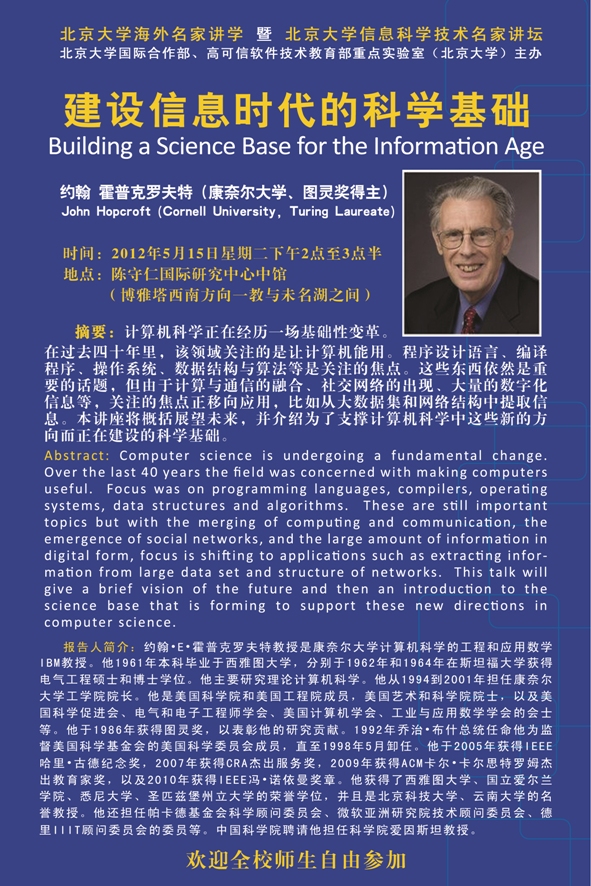 北京大学海外名家讲学 暨 北京大学信息科学技术名家讲坛
北京大学国际合作部、高可信软件技术教育部重点实验室（北京大学）主办
建设信息时代的科学基础
Building a Science Base for the Information Age
约翰 霍普克罗夫特（康奈尔大学、图灵奖得主）
John Hopcroft (Cornell University, Turing Laureate)
时间：2012年5月15日星期二下午2点至3点半
地点：陈守仁国际研究中心中馆
（博雅塔西南方向一教与未名湖之间）
摘要：计算机科学正在经历一场基础性变革。
在过去四十年里，该领域关注的是让计算机能用。程序设计语言、编译
程序、操作系统、数据结构与算法等是关注的焦点。这些东西依然是重
要的话题，但由于计算与通信的融合、社交网络的出现、大量的数字化
信息等，关注的焦点正移向应用，比如从大数据集和网络结构中提取信
息。本讲座将概括展望未来，并介绍为了支撑计算机科学中这些新的方
向而正在建设的科学基础。
Abstract: Computer science is undergoing a fundamental change.
Over the last 40 years the field was concerned with making computers
useful. Focus was on programming languages, compilers, operating
systems, data structures and algorithms. These are still important
topics but with the merging of computing and communication, the
emergence of social networks, and the large amount of information in
digital form, focus is shifting to applications such as extracting infor-
mation from large data set and structure of networks. This talk will
give a brief vision of the future and then an introduction to the
science base that is forming to support these new directions in
computer science.
报告人简介：约翰•E•霍普克罗夫特教授是康奈尔大学计算机科学的工程和应用数学
IBM教授。他1961年本科毕业于西雅图大学，分别于1962年和1964年在斯坦福大学获得
电气工程硕士和博士学位。他主要研究理论计算机科学。他从1994到2001年担任康奈尔
大学工学院院长。他是美国科学院和美国工程院成员，美国艺术和科学院院士，以及美
国科学促进会、电气和电子工程师学会、美国计算机学会、工业与应用数学学会的会士
等。他于1986年获得图灵奖，以表彰他的研究贡献。1992年乔治•布什总统任命他为监
督美国科学基金会的美国科学委员会成员，直至1998年5月卸任。他于2005年获得IEEE
哈里•古德纪念奖，2007年获得CRA杰出服务奖，2009年获得ACM卡尔•卡尔思特罗姆杰
出教育家奖，以及2010年获得IEEE冯•诺依曼奖章。他获得了西雅图大学、国立爱尔兰
学院、悉尼大学、圣匹兹堡州立大学的荣誉学位，并且是北京科技大学、云南大学的名
誉教授。他还担任帕卡德基金会科学顾问委员会、微软亚洲研究院技术顾问委员会、德
里IIIT顾问委员会的委员等。中国科学院聘请他担任科学院爱因斯坦教授。
欢迎全校师生自由参加